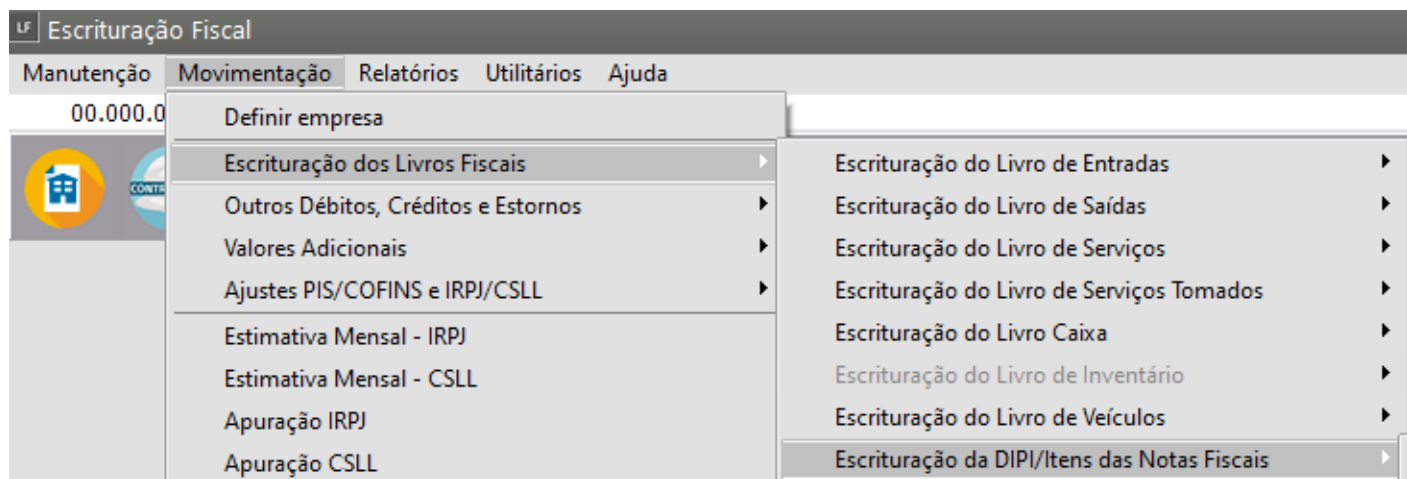 LF Escrituração Fiscal
Manutenção Movimentação Relatórios Utilitários Ajuda
00.000.0
Definir empresa
Escrituração dos Livros Fiscais
Outros Débitos, Créditos e Estornos
Valores Adicionais
Ajustes PIS/COFINS e IRPJ/CSLL
Estimativa Mensal - IRPJ
Estimativa Mensal - CSLL
Apuração IRPJ
Apuração CSLL
Escrituração do Livro de Entradas
Escrituração do Livro de Saídas
Escrituração do Livro de Serviços
Escrituração do Livro de Serviços Tomados
Escrituração do Livro Caixa
Escrituração do Livro de Inventário
Escrituração do Livro de Veículos
Escrituração da DIPI/Itens das Notas Fiscais